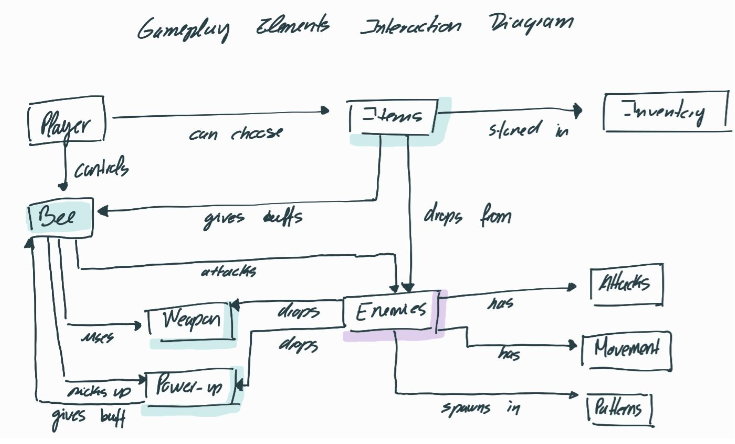 Gameplay Elements Interaction Diagram
Player
can choose
Items
stored in
Inventory
controls
Bee
gives buffs
drops from
attacks
Enemies
has
Attacks
uses
Weapon
drops
drops
has
Movement
picks up
Power-up
gives buff
spawns in
Patterns